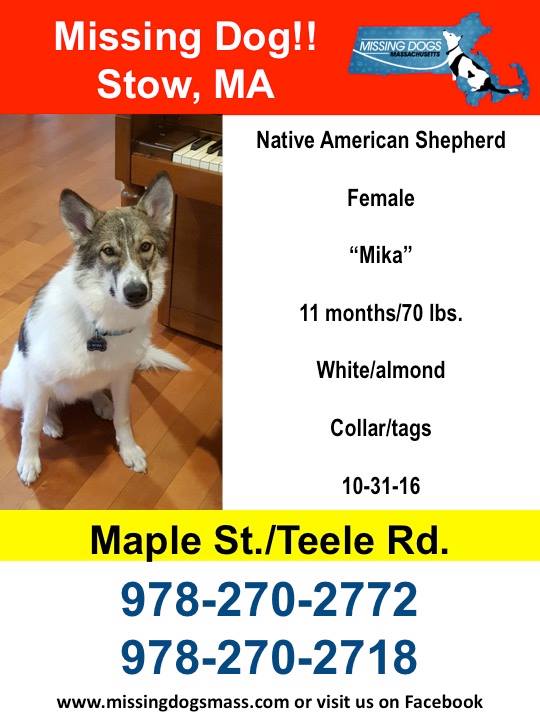 Missing Dog!!
Stow, MA
MISSING DOGS
MASSACHUSETTS
Native American Shepherd
Female
“Mika”
11 months/70 lbs.
White/almond
Collar/tags
10-31-16
Maple St./Teele Rd.
978-270-2772
978-270-2718
www.missingdogsmass.com or visit us on Facebook